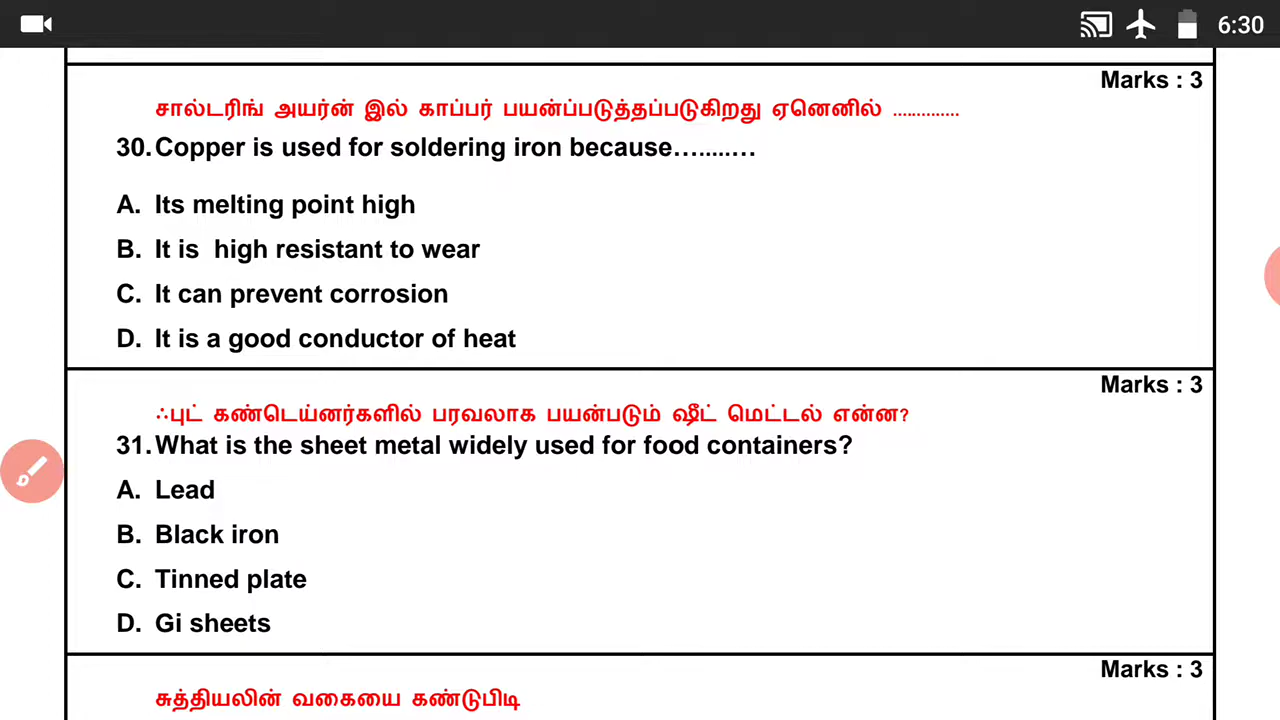 6:30
Marks : 3
சால்டரிங் அயர்ன் இல் காப்பர் பயன்ப்படுத்தப்படுகிறது ஏனெனில் ..............
30. Copper is used for soldering iron because….....…
A. Its melting point high
B. It is high resistant to wear
C. It can prevent corrosion
D. It is a good conductor of heat
Marks : 3
ஃபுட் கண்டெய்னர்களில் பரவலாக பயன்படும் ஷீட் மெட்டல் என்ன?
31. What is the sheet metal widely used for food containers?
A. Lead
B. Black iron
C. Tinned plate
D. Gi sheets
Marks : 3
சுத்தியலின் வகையை கண்டுபிடி